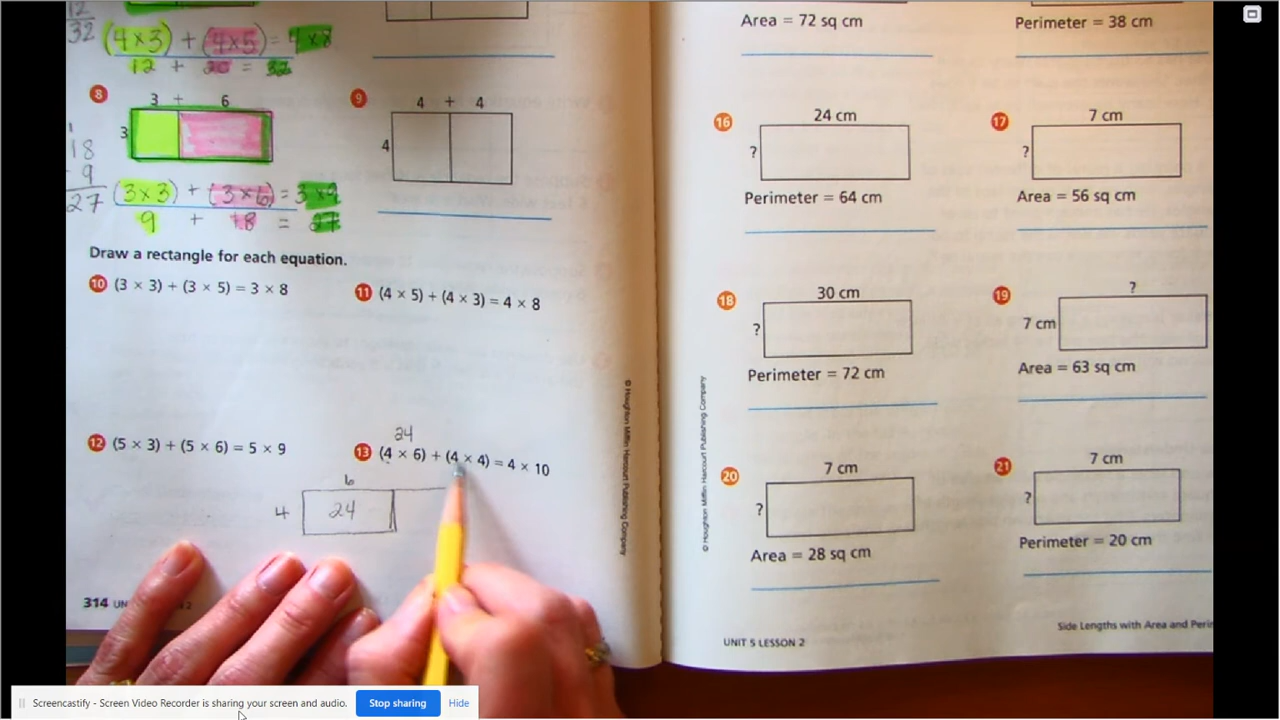 12
32
(4 × 3) + (4 × 5) = 4 × 8
12 + 20 = 32
8
3 + 6
3
1
18
9
27
(3 × 3) + (3 × 6) = 3 × 9
9 + 18 = 27
9
4 + 4
4
Draw a rectangle for each equation.
10 (3 × 3) + (3 × 5) = 3 × 8
11 (4 × 5) + (4 × 3) = 4 × 8
12 (5 × 3) + (5 × 6) = 5 × 9
24
13 (4 × 6) + (4 × 4) = 4 × 10
6
4 24
314 UN
2
© Houghton Mifflin Harcourt Publishing Company
Area = 72 sq cm
Perimeter = 38 cm
16
24 cm
?
Perimeter = 64 cm
17
7 cm
?
Area = 56 sq cm
18
30 cm
?
Perimeter = 72 cm
19
?
7 cm
Area = 63 sq cm
20
7 cm
?
Area = 28 sq cm
21
7 cm
?
Perimeter = 20 cm
© Houghton Mifflin Harcourt Publishing Company
UNIT 5 LESSON 2
Side Lengths with Area and Perim
Screencastify - Screen Video Recorder is sharing your screen and audio.
Stop sharing
Hide